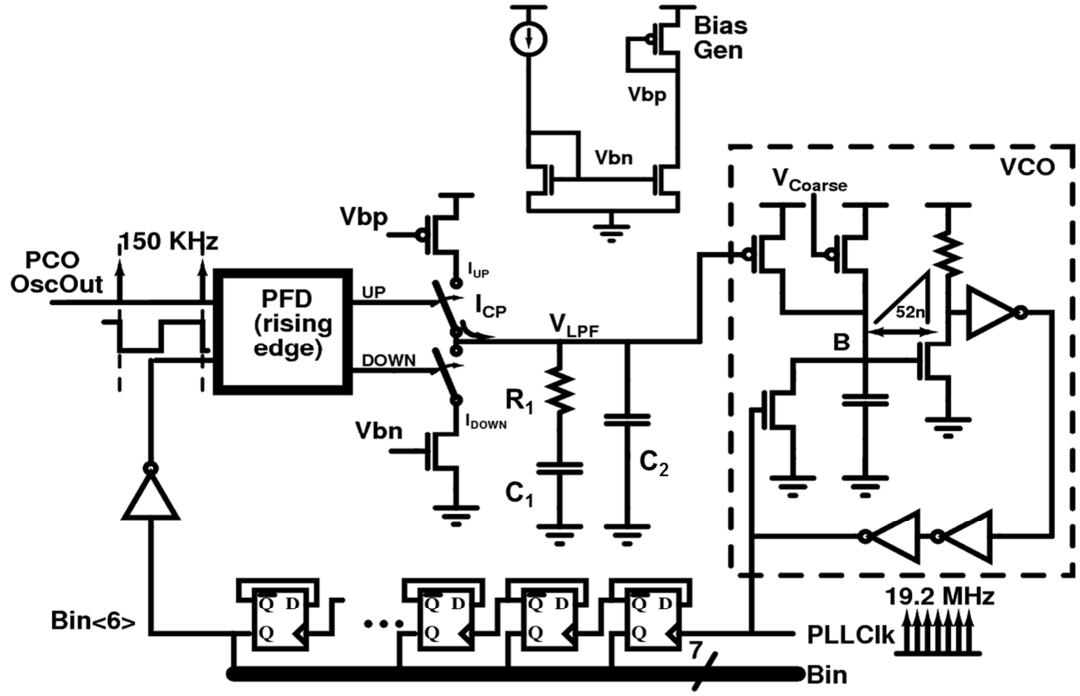 Bias
Gen
Vbp
Vbn
VCO
VCoarse
Vbp
150 KHz
PCO
OscOut
IUP
PFD
(rising
edge)
UP
ICP
VLPF
52n
B
DOWN
R1
IDOWN
Vbn
C2
C1
19.2 MHz
Q D Q D Q D Q D
Bin<6>
Q Q Q Q
PLLClk
7
Bin